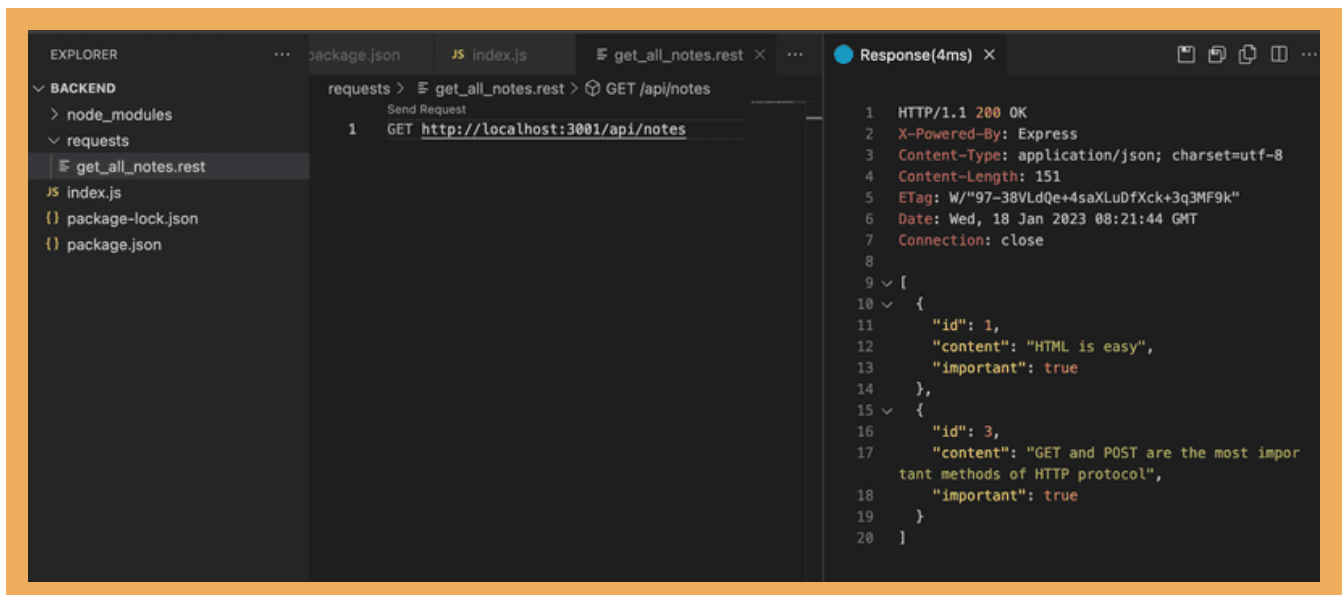 EXPLORER
BACKEND
node_modules
requests
get_all_notes.rest
JS index.js
{} package-lock.json
{} package.json
package.json JS index.js get_all_notes.rest
requests > get_all_notes.rest > GET /api/notes
Send Request
1 GET http://localhost:3001/api/notes
Response(4ms)
1 HTTP/1.1 200 OK
2 X-Powered-By: Express
3 Content-Type: application/json; charset=utf-8
4 Content-Length: 151
5 ETag: W/"97-38VLdQe+4saXLuDfXck+3q3MF9k"
6 Date: Wed, 18 Jan 2023 08:21:44 GMT
7 Connection: close
8
9 [
10 {
11 "id": 1,
12 "content": "HTML is easy",
13 "important": true
14 },
15 {
16 "id": 3,
17 "content": "GET and POST are the most impor
tant methods of HTTP protocol",
18 "important": true
19 }
20 ]